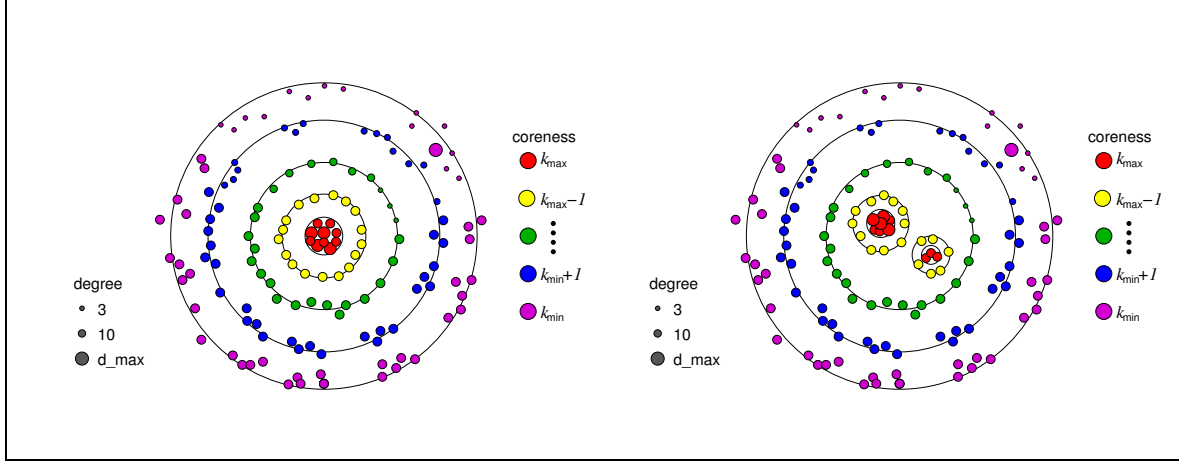 coreness
kmax
kmax−1
kmin+1
kmin
degree
3
10
d_max
coreness
kmax
kmax−1
kmin+1
kmin
degree
3
10
d_max